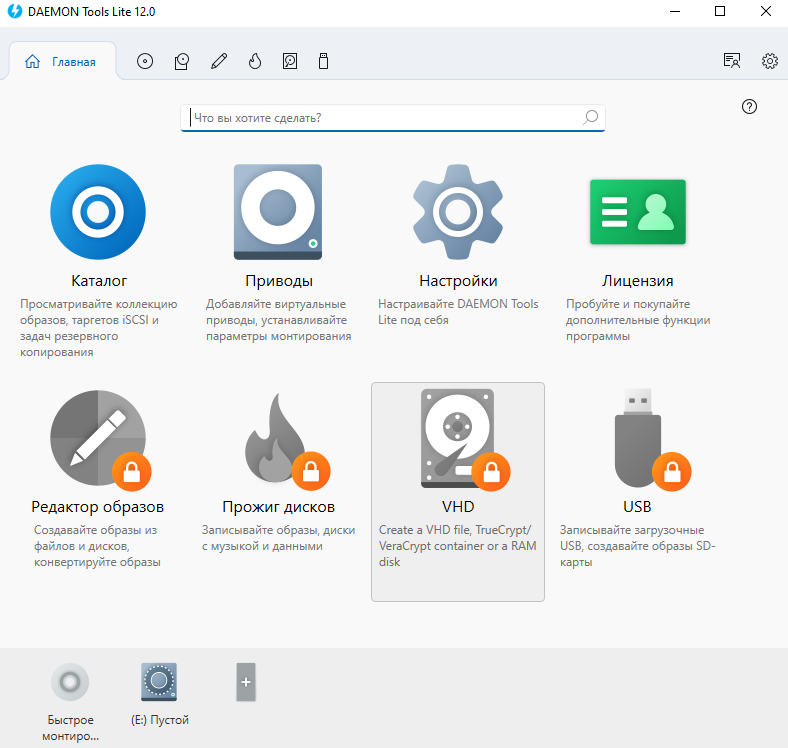 DAEMON Tools Lite 12.0
Главная
Что вы хотите сделать?
Каталог
Просматривайте коллекцию
образов, таргетов iSCSI и
задач резервного
копирования
Приводы
Добавляйте виртуальные
приводы, устанавливайте
параметры монтирования
Настройки
Настраивайте DAEMON Tools
Lite под себя
Лицензия
Пробуйте и покупайте
дополнительные функции
программы
Редактор образов
Создавайте образы из
файлов и дисков,
конвертируйте образы
Прожиг дисков
Записывайте образы, диски
с музыкой и данными
VHD
Create a VHD file, TrueCrypt/
VeraCrypt container or a RAM
disk
USB
Записывайте загрузочные
USB, создавайте образы SD-
карты
Быстрое
монтиро...
(E:) Пустой